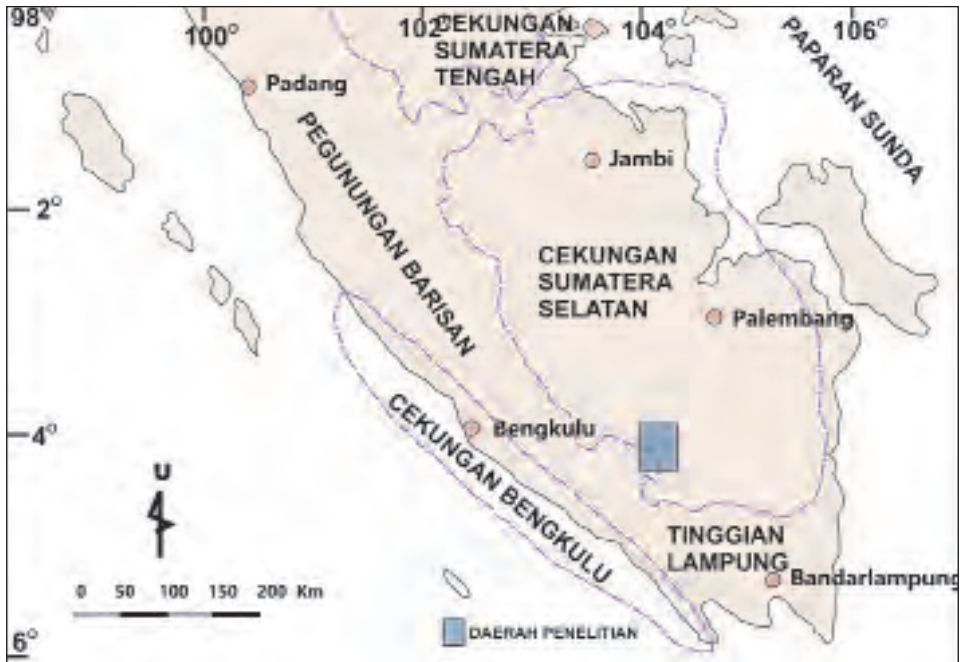 98
100°
102°
104°
106°
CEKUNGAN
SUMATERA
TENGAH
PAPARAN SUNDA
Padang
PEGUNUNGAN BARISAN
Jambi
2°
CEKUNGAN
SUMATERA
SELATAN
Palembang
CEKUNGAN BENGKULU
Bengkulu
4°
U
TINGGIAN
LAMPUNG
Bandarlampung
0 50 100 150 200 Km
DAERAH PENELITIAN
6°